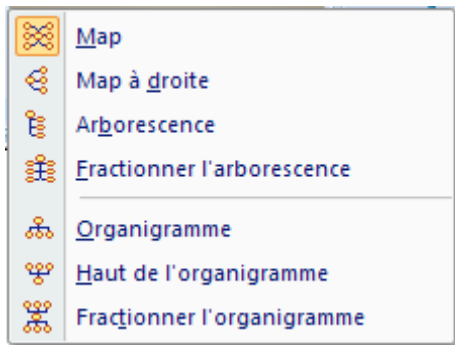 Map
Map à droite
Arborescence
Fractionner l'arborescence
Organigramme
Haut de l'organigramme
Fractionner l'organigramme